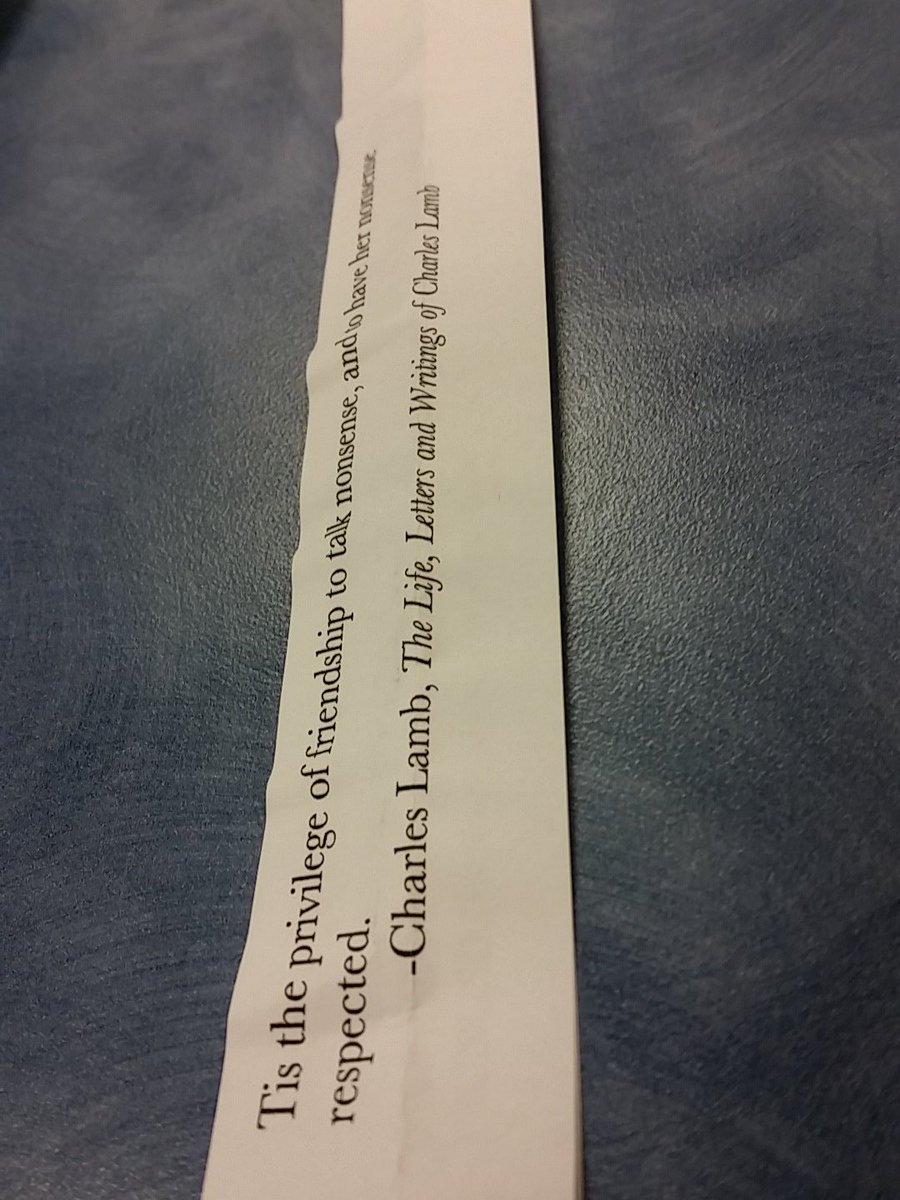 Tis the privilege of friendship to talk nonsense, and to have her nonsense
respected.
-Charles Lamb, The Life, Letters and Writings of Charles Lamb